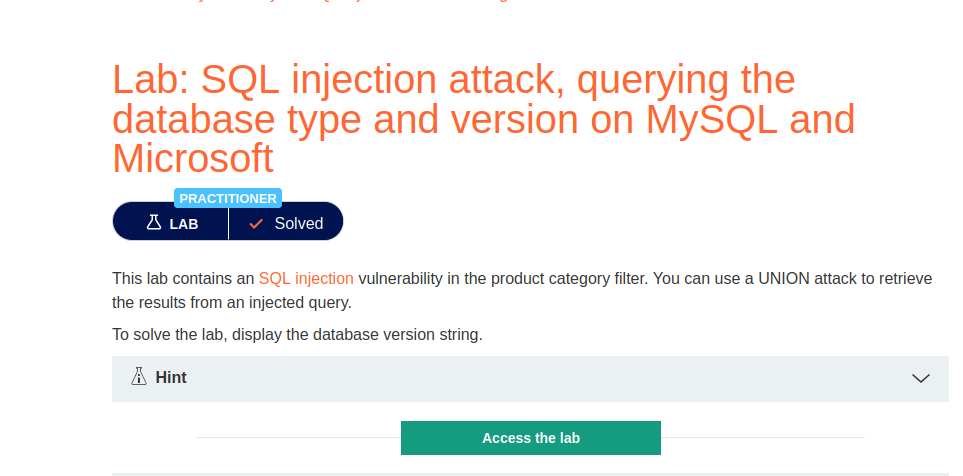 Lab: SQL injection attack, querying the
database type and version on MySQL and
Microsoft
PRACTITIONER
LAB Solved
This lab contains an SQL injection vulnerability in the product category filter. You can use a UNION attack to retrieve
the results from an injected query.
To solve the lab, display the database version string.
Hint
Access the lab